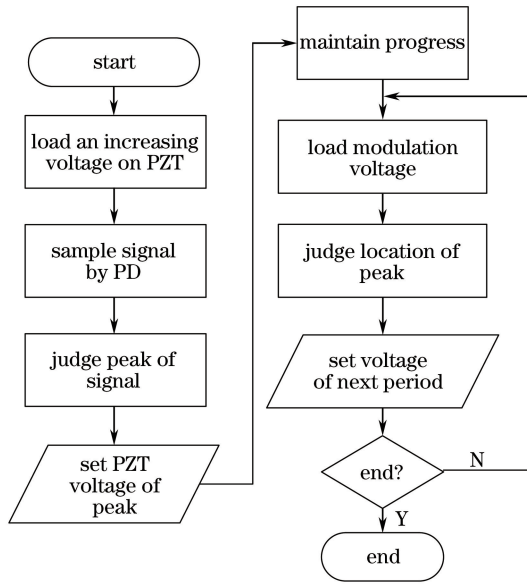 start
load an increasing
voltage on PZT
sample signal
by PD
judge peak of
signal
set PZT
voltage of
peak
maintain progress
load modulation
voltage
judge location of
peak
set voltage
of next period
end?
N
Y
end